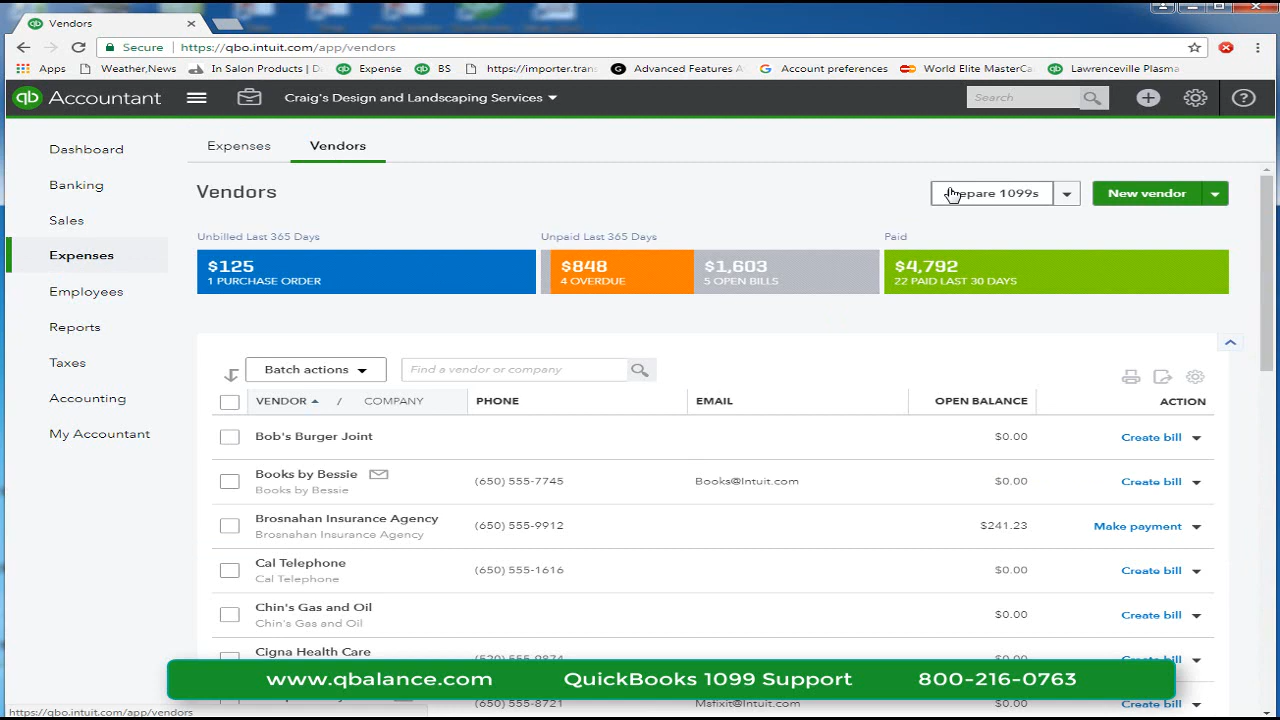 Vendors
Secure https://qbo.intuit.com/app/vendors
Apps Weather,News In Salon Products | D Expense BS https://importer.tran Advanced Features A Account preferences World Elite MasterCa Lawrenceville Plasma
qb Accountant Craig's Design and Landscaping Services Search
Dashboard
Banking
Sales
Expenses
Employees
Reports
Taxes
Accounting
My Accountant
Expenses Vendors
Vendors
epare 1099s New vendor
Unbilled Last 365 Days Unpaid Last 365 Days Paid
$125 $848 $1,603 $4,792
1 PURCHASE ORDER 4 OVERDUE 5 OPEN BILLS 22 PAID LAST 30 DAYS
Batch actions Find a vendor or company
VENDOR / COMPANY PHONE EMAIL OPEN BALANCE ACTION
Bob's Burger Joint $0.00 Create bill
Books by Bessie
Books by Bessie (650) 555-7745 Books@Intuit.com $0.00 Create bill
Brosnahan Insurance Agency
Brosnahan Insurance Agency (650) 555-9912 $241.23 Make payment
Cal Telephone
Cal Telephone (650) 555-1616 $0.00 Create bill
Chin's Gas and Oil
Chin's Gas and Oil $0.00 Create bill
Cigna Health Care (520) 555-9874 $0.00 Create bill
www.qbalance.com QuickBooks 1099 Support 800-216-0763
(650) 555-8721 Msfixit@Intuit.com $0.00 Create bill
https://qbo.intuit.com/app/vendors